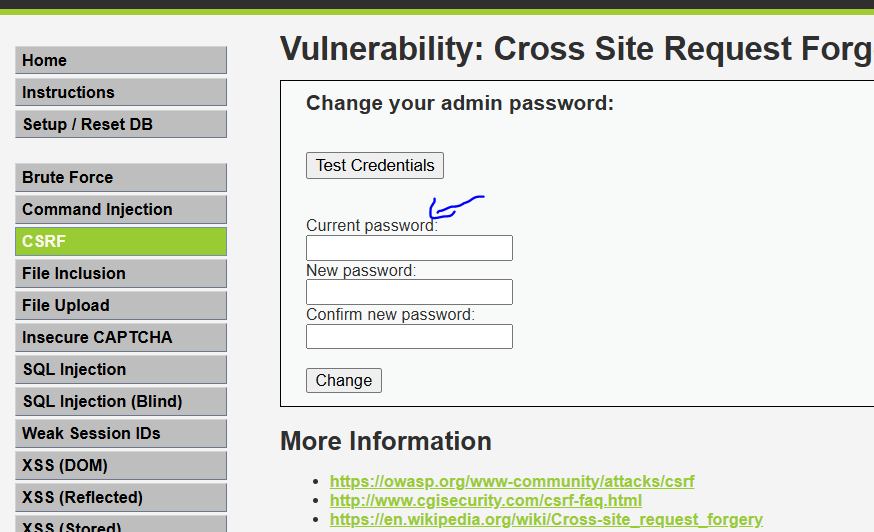 Home
Instructions
Setup / Reset DB
Brute Force
Command Injection
CSRF
File Inclusion
File Upload
Insecure CAPTCHA
SQL Injection
SQL Injection (Blind)
Weak Session IDs
XSS (DOM)
XSS (Reflected)
XSS (Stored)
Vulnerability: Cross Site Request Forg
Change your admin password:
Test Credentials
Current password:
New password:
Confirm new password:
Change
More Information
https://owasp.org/www-community/attacks/csrf
http://www.cgisecurity.com/csrf-faq.html
https://en.wikipedia.org/wiki/Cross-site_request_forgery